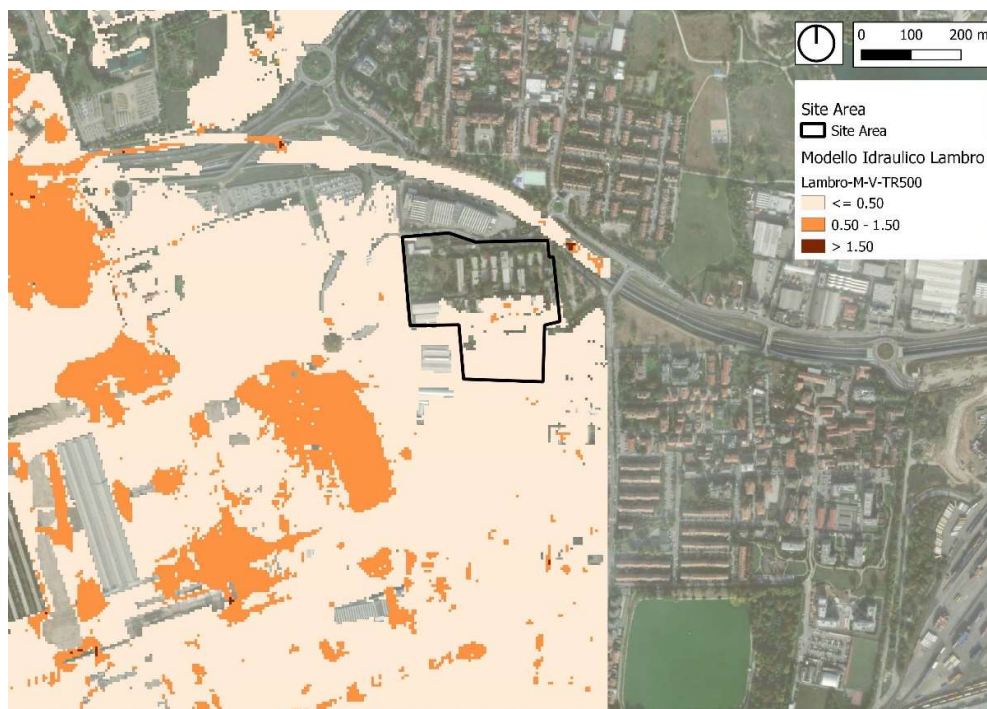 0 100 200 m
Site Area
Site Area
Modello Idraulico Lambro
Lambro-M-V-TR500
<= 0.50
0.50 - 1.50
> 1.50